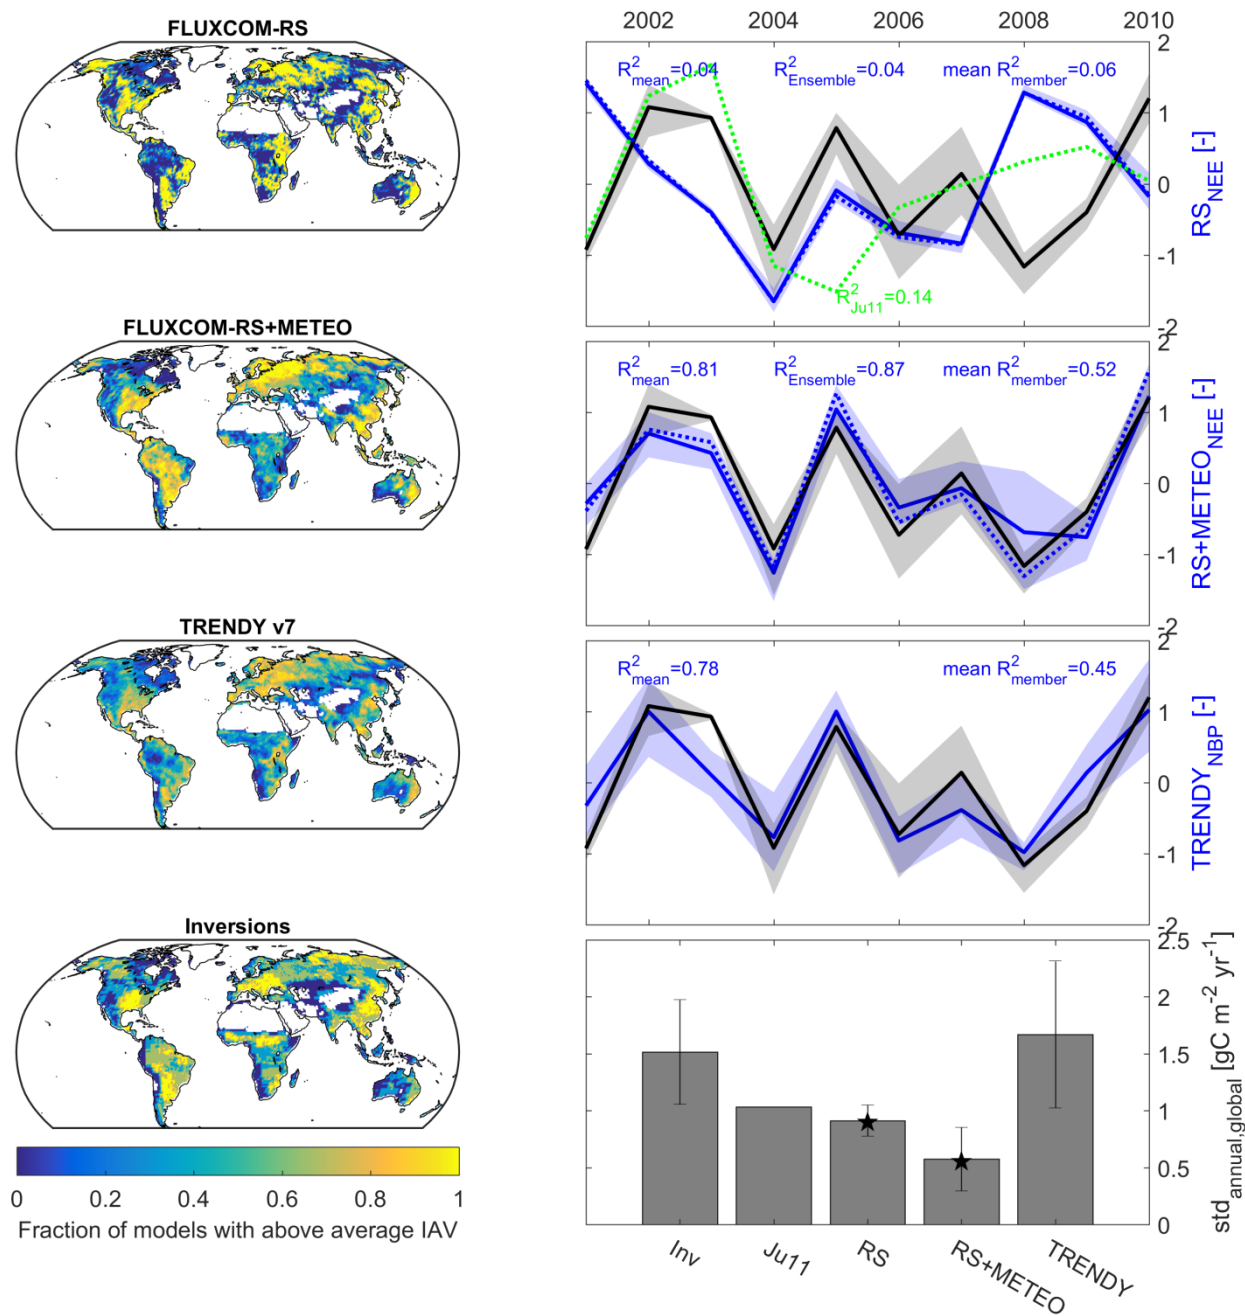 FLUXCOM-RS
FLUXCOM-RS+METEO
TRENDY v7
Inversions
0 0.2 0.4 0.6 0.8 1
Fraction of models with above average IAV
2002 2004 2006 2008 2010
R²mean=0.04 R²Ensemble=0.04 mean R²member=0.06
R²Ju11=0.14
2
1
0
-1
-2
RS_NEE [-]
R²mean=0.81 R²Ensemble=0.87 mean R²member=0.52
2
1
0
-1
-2
RS+METEO_NEE [-]
R²mean=0.78 mean R²member=0.45
2
1
0
-1
-2
TRENDY_NBP [-]
2.5
2
1.5
1
0.5
0
std_annual,global [gC m⁻² yr⁻¹]
Inv Ju11 RS RS+METEO TRENDY